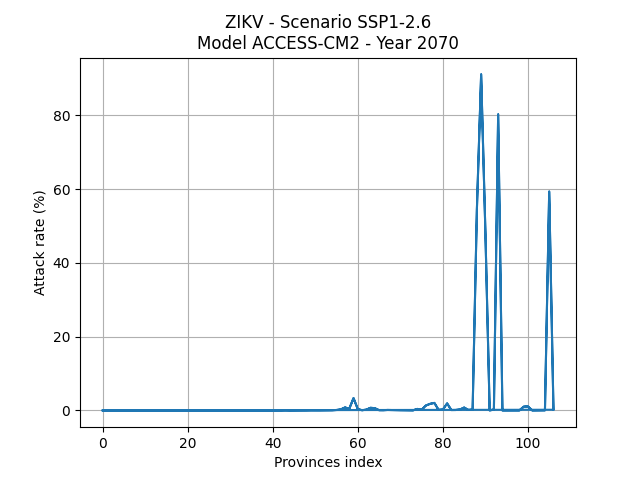 ZIKV - Scenario SSP1-2.6
Model ACCESS-CM2 - Year 2070
Attack rate (%)
80
60
40
20
0
0 20 40 60 80 100
Provinces index